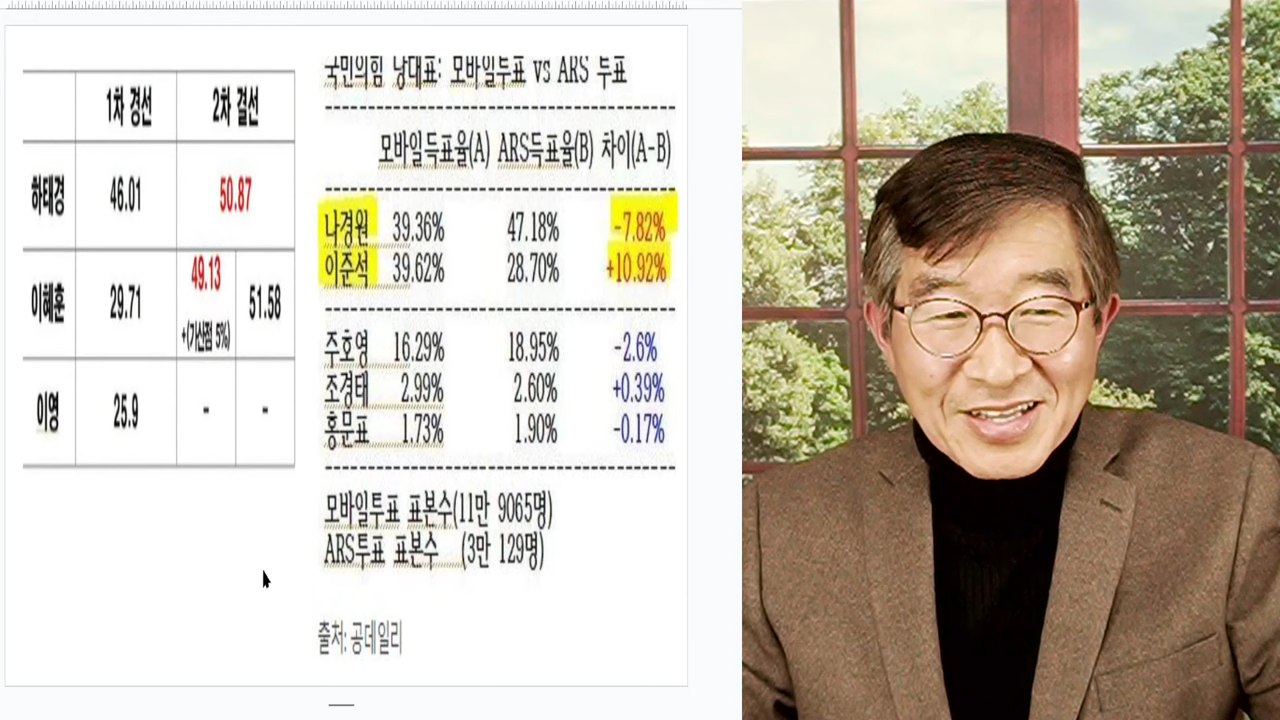 1차 경선 2차 결선
하태경 46.01 50.87
이혜훈 29.71 49.13 +(가산점 5%) 51.58
이영 25.9 - -
국민의힘 당대표: 모바일투표 vs ARS 투표
모바일득표율(A) ARS득표율(B) 차이(A-B)
나경원 39.36% 47.18% -7.82%
이준석 39.62% 28.70% +10.92%
주호영 16.29% 18.95% -2.6%
조경태 2.99% 2.60% +0.39%
홍문표 1.73% 1.90% -0.17%
모바일투표 표본수(11만 9065명)
ARS투표 표본수 (3만 129명)
출처: 공데일리